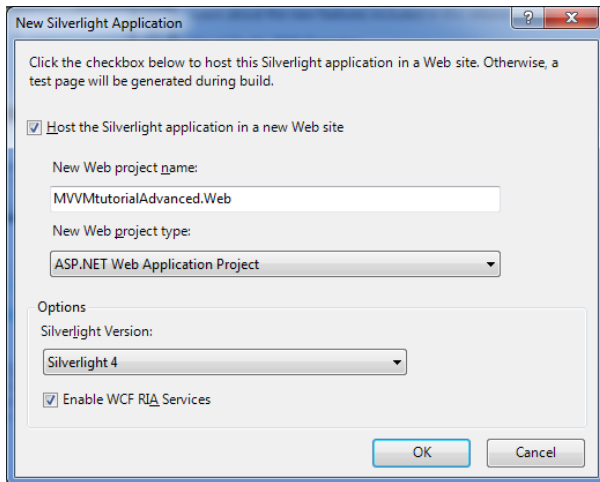 New Silverlight Application
Click the checkbox below to host this Silverlight application in a Web site. Otherwise, a
test page will be generated during build.
Host the Silverlight application in a new Web site
New Web project name:
MVVMtutorialAdvanced.Web
New Web project type:
ASP.NET Web Application Project
Options
Silverlight Version:
Silverlight 4
Enable WCF RIA Services
OK
Cancel